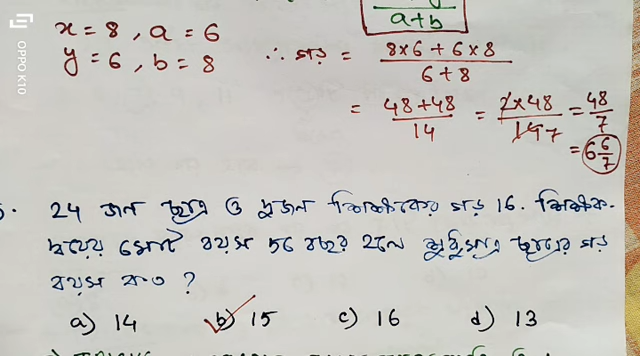 a+b
x = 8 , a = 6
y = 6 , b = 8
∴ গড় = 8×6 + 6×8 / 6+8
= 48+48 / 14 = 2×48 / 14 7 = 48/7
= 6 6/7
24 জন ছাত্র ও দুজন শিক্ষকের গড় 16. শিক্ষক-
দ্বয়ের মোট বয়স 56 বছর হলে শুধুমাত্র ছাত্রের গড়
বয়স কত ?
a) 14 b) 15 c) 16 d) 13
OPPO K10